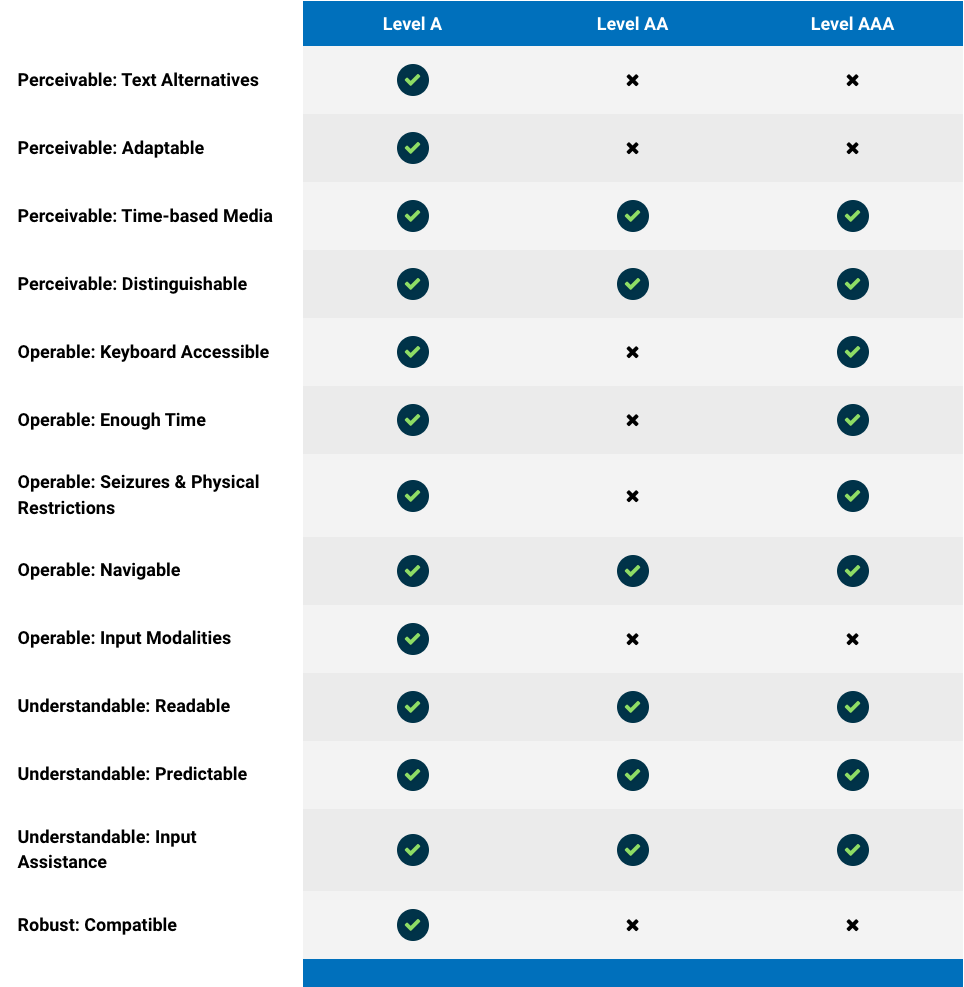 Level A Level AA Level AAA
Perceivable: Text Alternatives
Perceivable: Adaptable
Perceivable: Time-based Media
Perceivable: Distinguishable
Operable: Keyboard Accessible
Operable: Enough Time
Operable: Seizures & Physical
Restrictions
Operable: Navigable
Operable: Input Modalities
Understandable: Readable
Understandable: Predictable
Understandable: Input
Assistance
Robust: Compatible